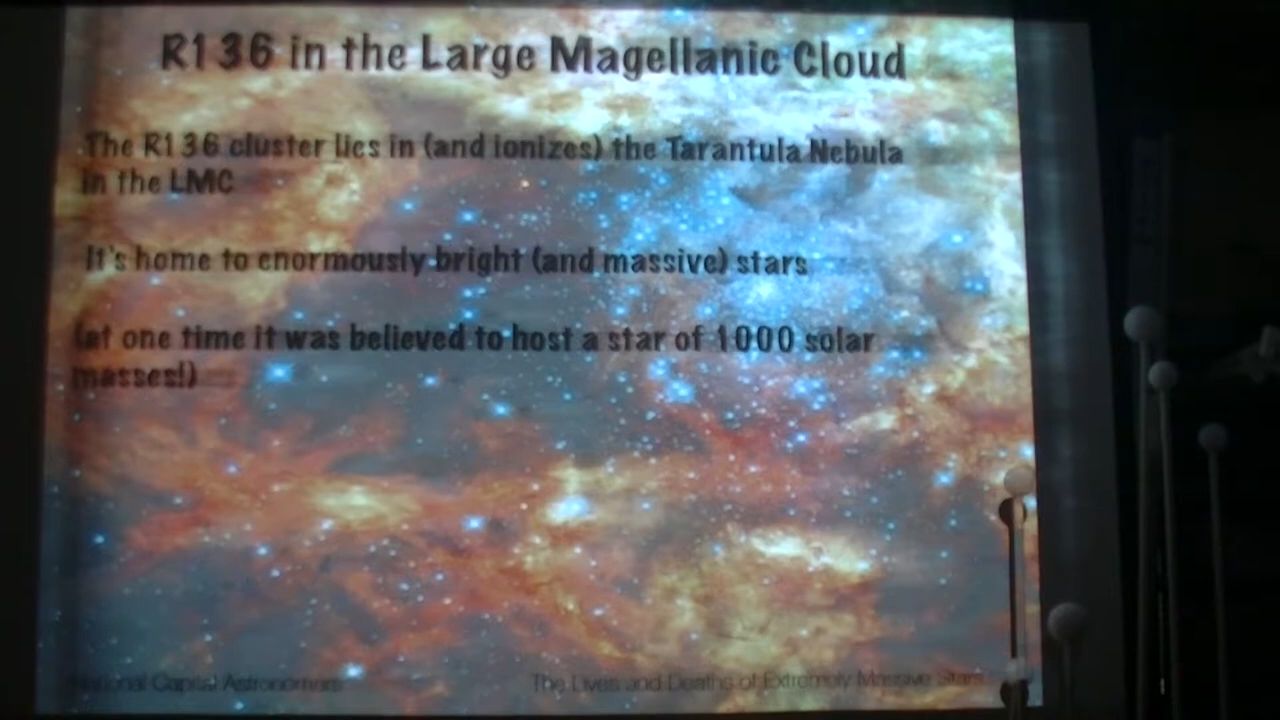 R136 in the Large Magellanic Cloud
The R136 cluster lies in (and ionizes) the Tarantula Nebula
in the LMC
It's home to enormously bright (and massive) stars
(at one time it was believed to host a star of 1000 solar
masses!)
National Capital Astronomers
The Lives and Deaths of Extremely Massive Stars